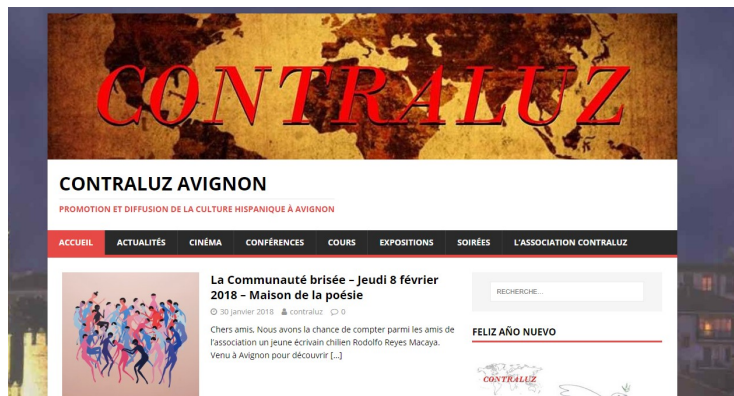 CONTRALUZ
CONTRALUZ AVIGNON
PROMOTION ET DIFFUSION DE LA CULTURE HISPANIQUE À AVIGNON
ACCUEIL ACTUALITÉS CINÉMA CONFÉRENCES COURS EXPOSITIONS SOIRÉES L'ASSOCIATION CONTRALUZ
La Communauté brisée – Jeudi 8 février
2018 – Maison de la poésie
30 janvier 2018 contraluz 0
Chers amis, Nous avons la chance de compter parmi les amis de
l'association un jeune écrivain chilien Rodolfo Reyes Macaya.
Venu à Avignon pour découvrir [...]
RECHERCHE...
FELIZ AÑO NUEVO
CONTRALUZ